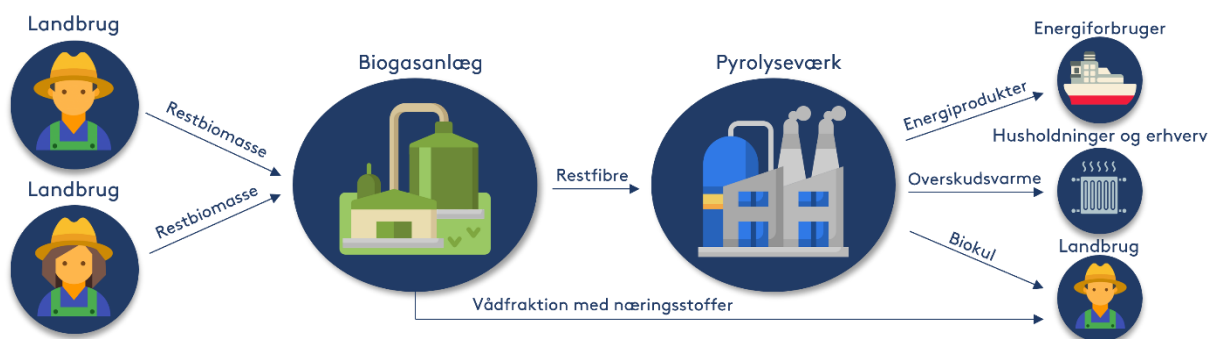 Landbrug
Restbiomasse
Landbrug
Restbiomasse
Biogasanlæg
Restfibre
Vådfraktion med næringsstoffer
Pyrolyseværk
Energiprodukter
Energiforbruger
Overskudsvarme
Husholdninger og erhverv
Biokul
Landbrug